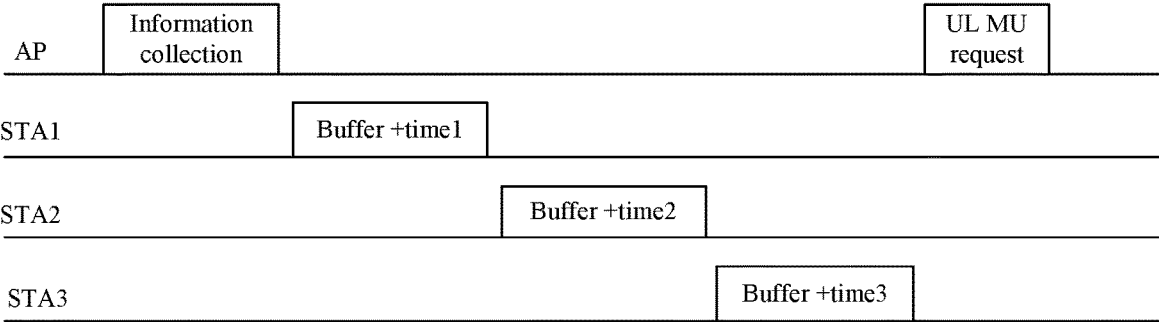 Information
collection
UL MU
request
AP
STA1
Buffer +time1
STA2
Buffer +time2
STA3
Buffer +time3